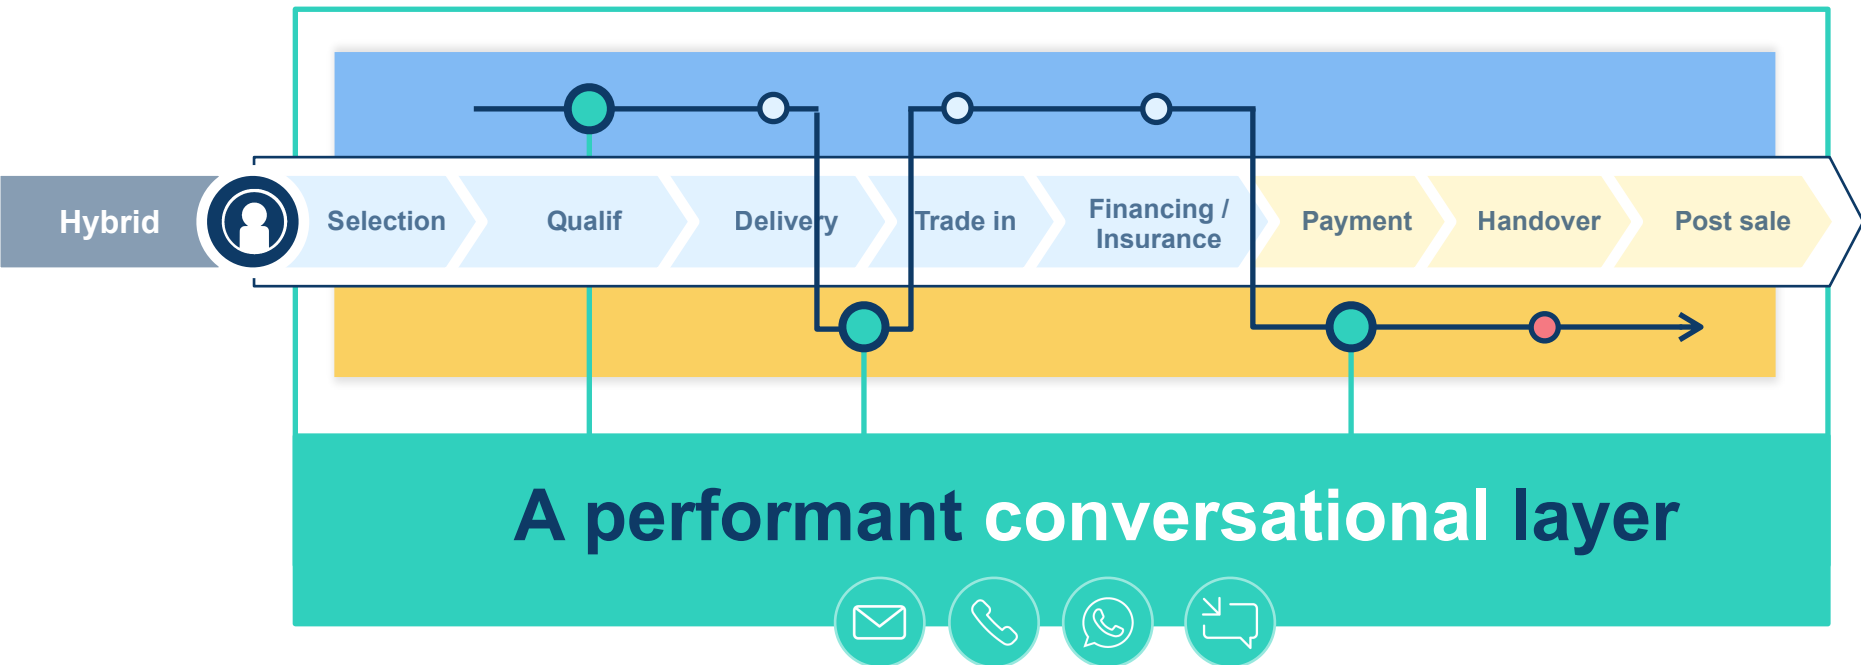 Hybrid
Selection
Qualif
Delivery
Trade in
Financing /
Insurance
Payment
Handover
Post sale
A performant conversational layer